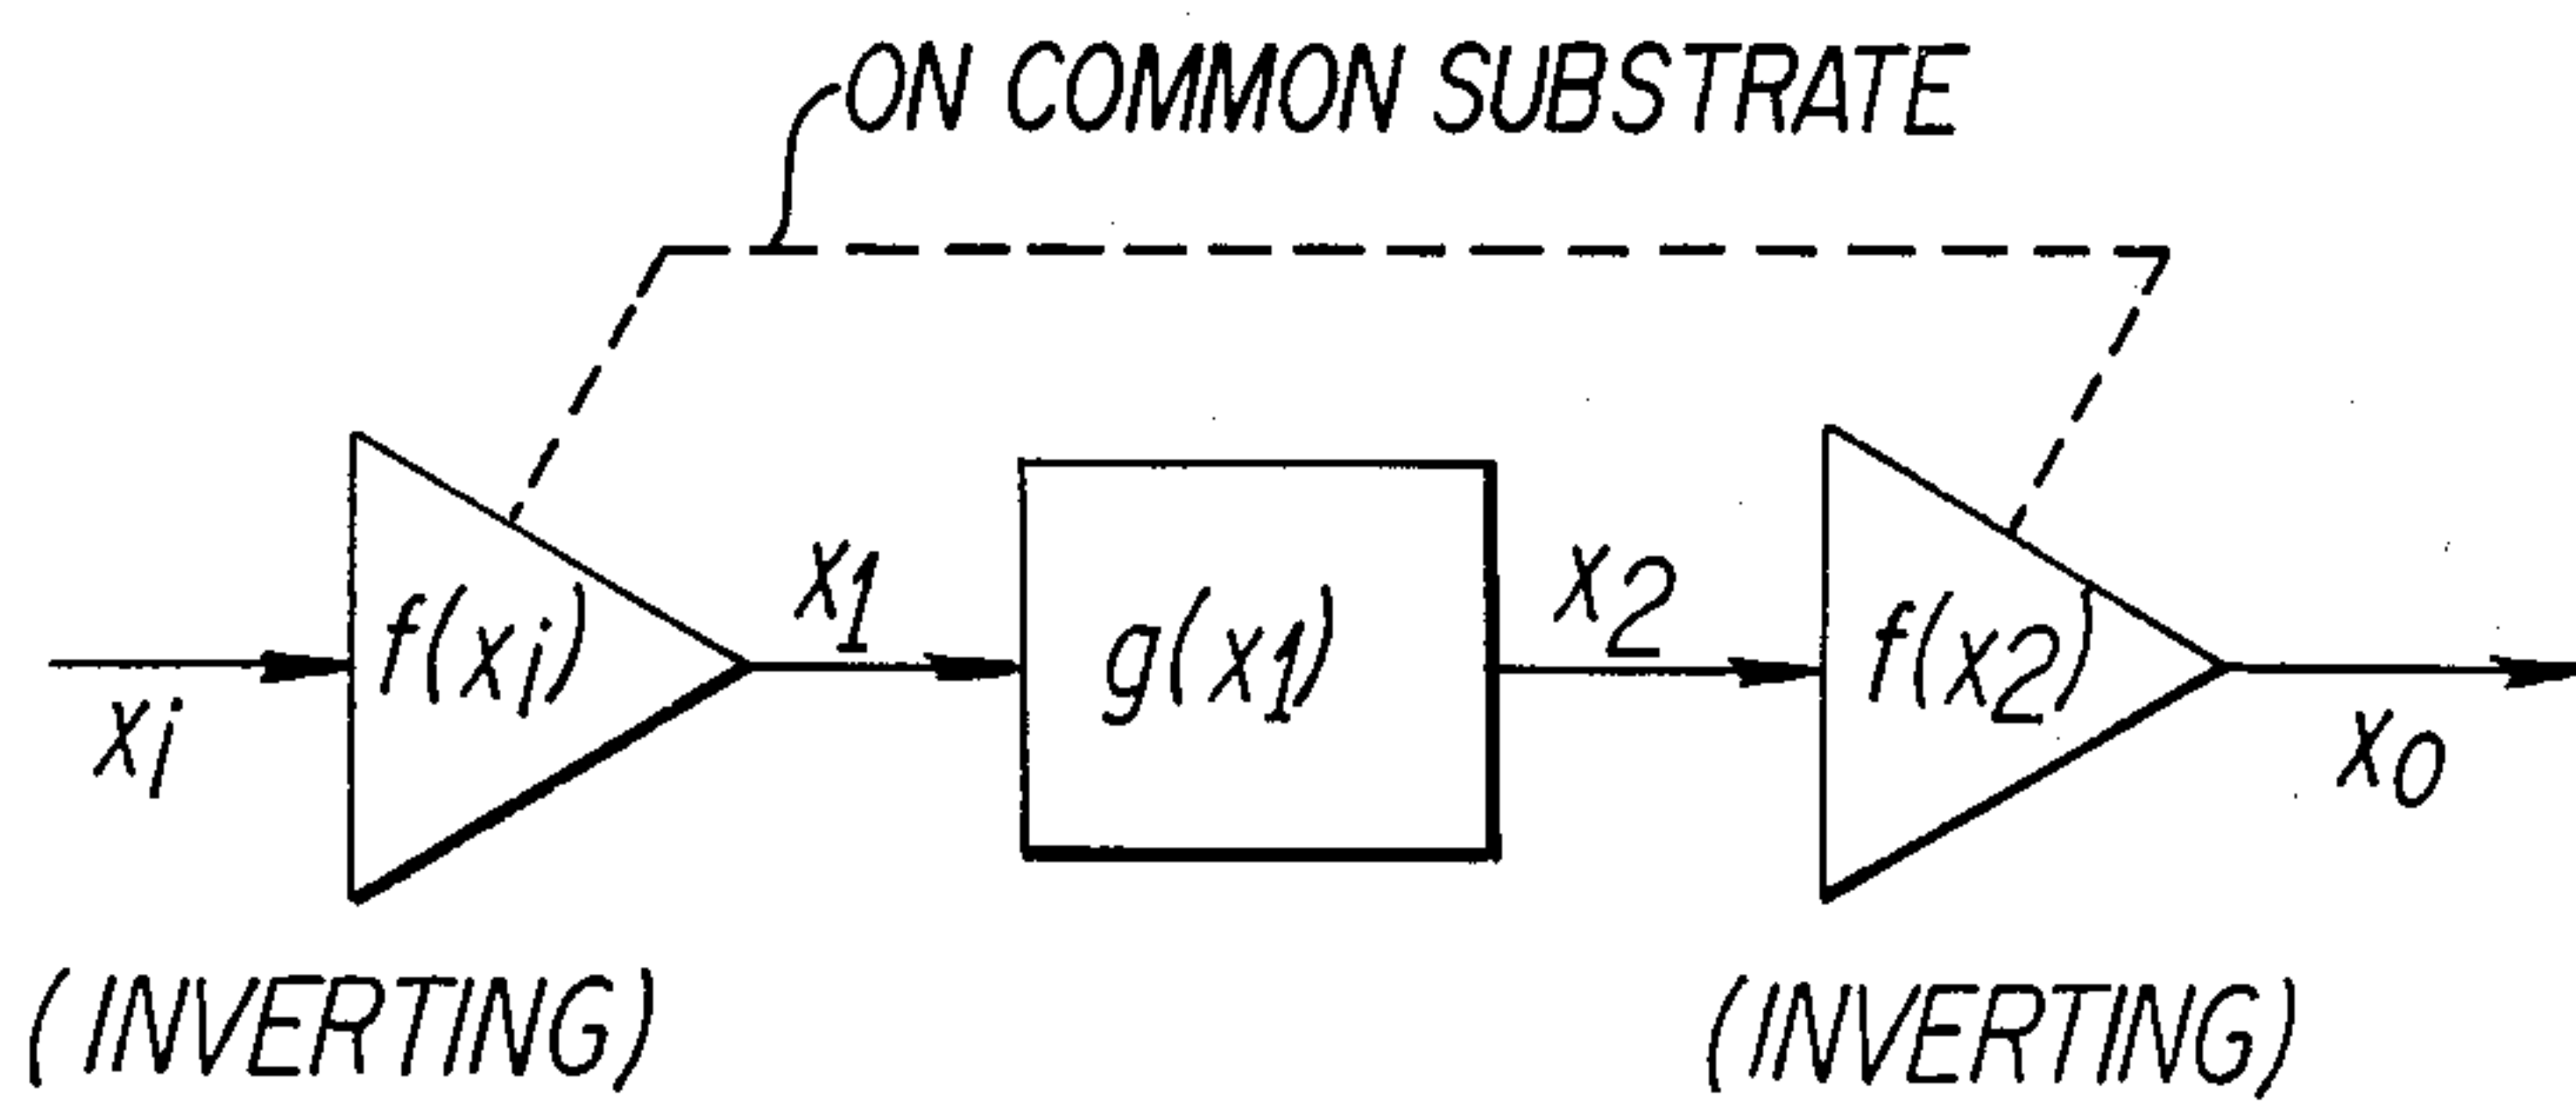 ON COMMON SUBSTRATE
f(xi)
x1
g(x1)
x2
f(x2)
xi
xo
(INVERTING)
(INVERTING)